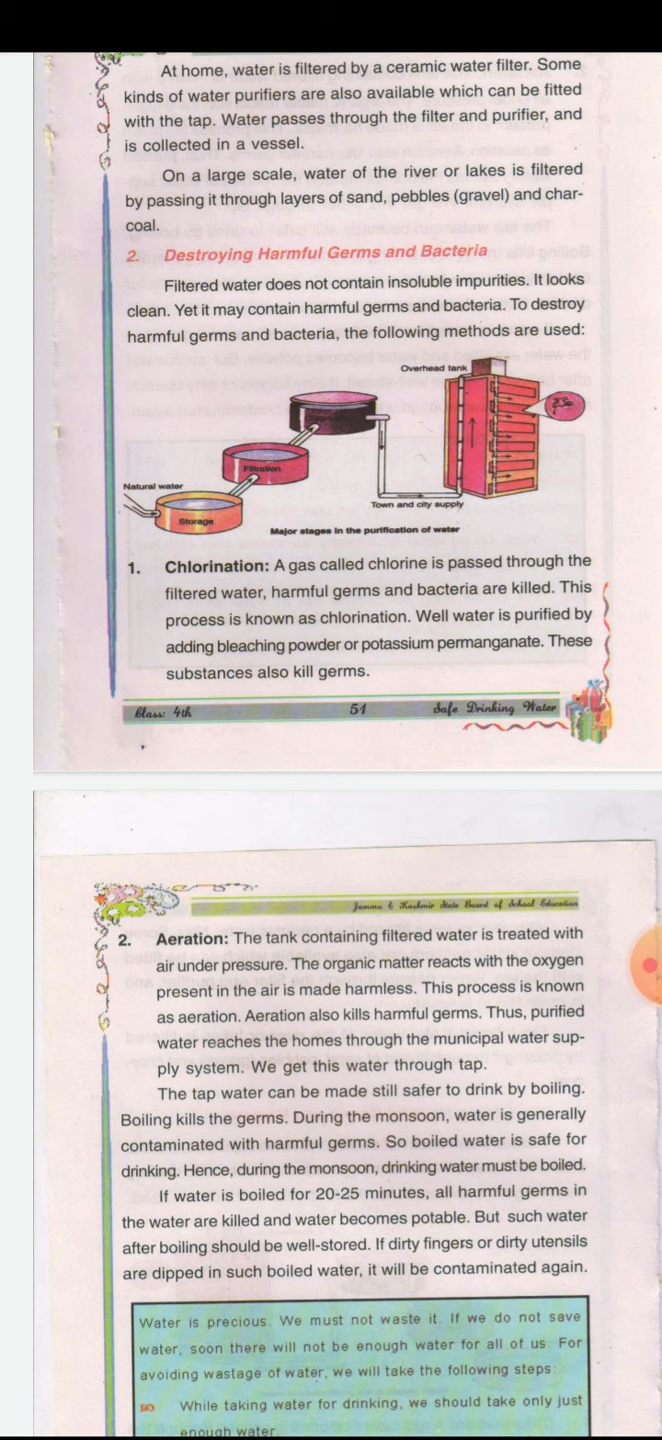 At home, water is filtered by a ceramic water filter. Some
kinds of water purifiers are also available which can be fitted
with the tap. Water passes through the filter and purifier, and
is collected in a vessel.
On a large scale, water of the river or lakes is filtered
by passing it through layers of sand, pebbles (gravel) and char-
coal.
2. Destroying Harmful Germs and Bacteria
Filtered water does not contain insoluble impurities. It looks
clean. Yet it may contain harmful germs and bacteria. To destroy
harmful germs and bacteria, the following methods are used:
Overhead tank
Filtration
Natural water
Storage
Town and city supply
Major stages in the purification of water
1. Chlorination: A gas called chlorine is passed through the
filtered water, harmful germs and bacteria are killed. This
process is known as chlorination. Well water is purified by
adding bleaching powder or potassium permanganate. These
substances also kill germs.
Class: 4th 51 Safe Drinking Water
Jammu & Kashmir State Board of School Education
2. Aeration: The tank containing filtered water is treated with
air under pressure. The organic matter reacts with the oxygen
present in the air is made harmless. This process is known
as aeration. Aeration also kills harmful germs. Thus, purified
water reaches the homes through the municipal water sup-
ply system. We get this water through tap.
The tap water can be made still safer to drink by boiling.
Boiling kills the germs. During the monsoon, water is generally
contaminated with harmful germs. So boiled water is safe for
drinking. Hence, during the monsoon, drinking water must be boiled.
If water is boiled for 20-25 minutes, all harmful germs in
the water are killed and water becomes potable. But such water
after boiling should be well-stored. If dirty fingers or dirty utensils
are dipped in such boiled water, it will be contaminated again.
Water is precious. We must not waste it. If we do not save
water, soon there will not be enough water for all of us. For
avoiding wastage of water, we will take the following steps:
While taking water for drinking, we should take only just
enough water.